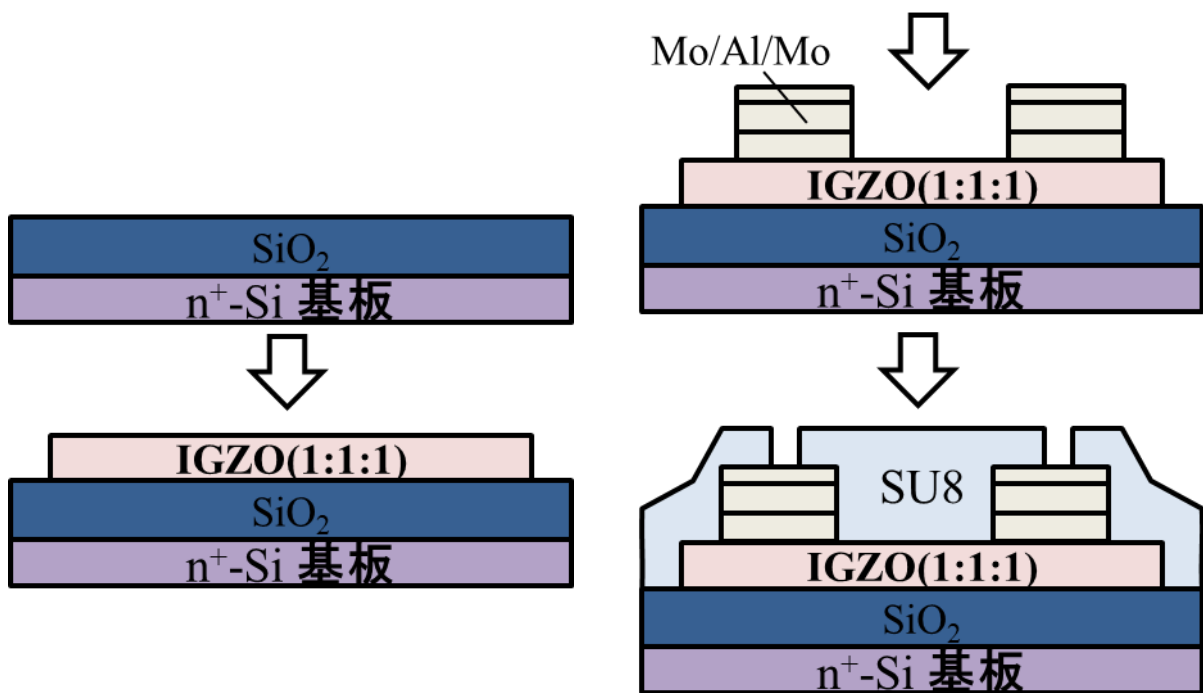 SiO₂
n⁺-Si 基板
IGZO(1:1:1)
SiO₂
n⁺-Si 基板
Mo/Al/Mo
IGZO(1:1:1)
SiO₂
n⁺-Si 基板
SU8
IGZO(1:1:1)
SiO₂
n⁺-Si 基板